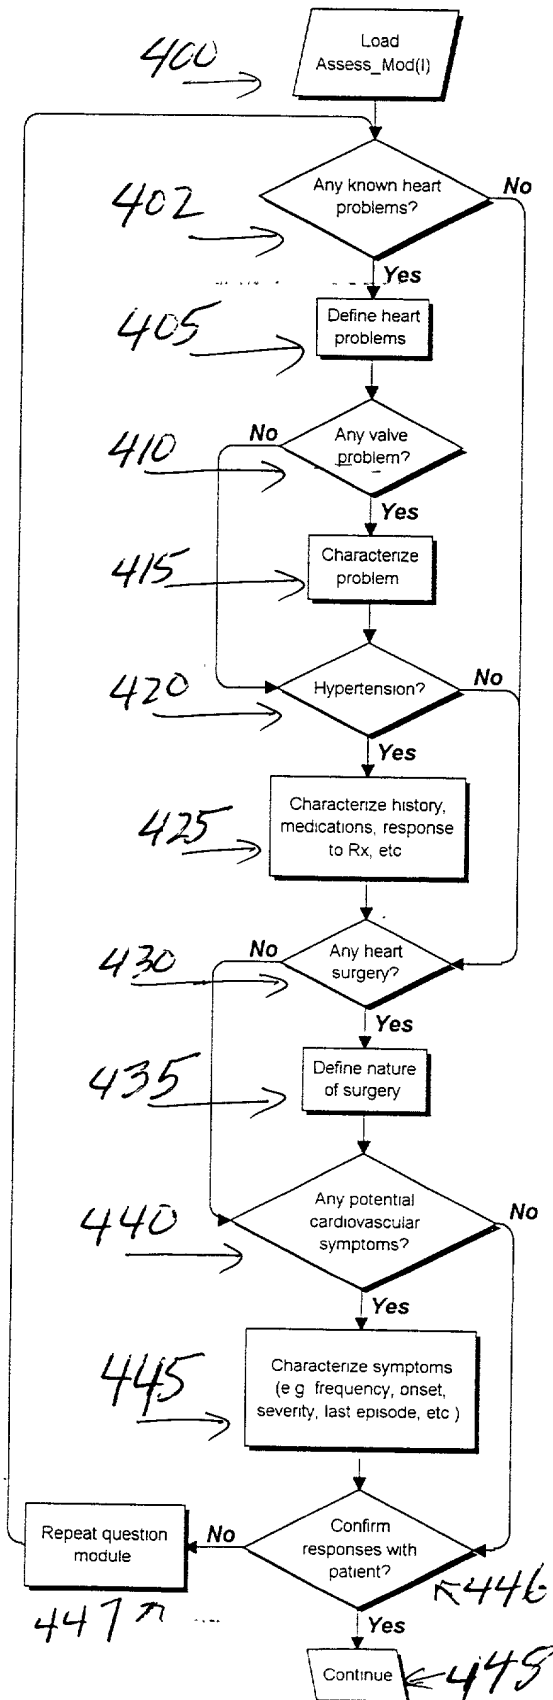 Load
Assess_Mod(I)
400
Any known heart
problems?
No
402
Yes
Define heart
problems
405
No
Any valve
problem?
410
Yes
Characterize
problem
415
Hypertension?
No
420
Yes
Characterize history,
medications, response
to Rx, etc
425
No
Any heart
surgery?
430
Yes
Define nature
of surgery
435
Any potential
cardiovascular
symptoms?
No
440
Yes
Characterize symptoms
(e g frequency, onset,
severity, last episode, etc )
445
Repeat question
module
No
Confirm
responses with
patient?
446
447
Yes
Continue